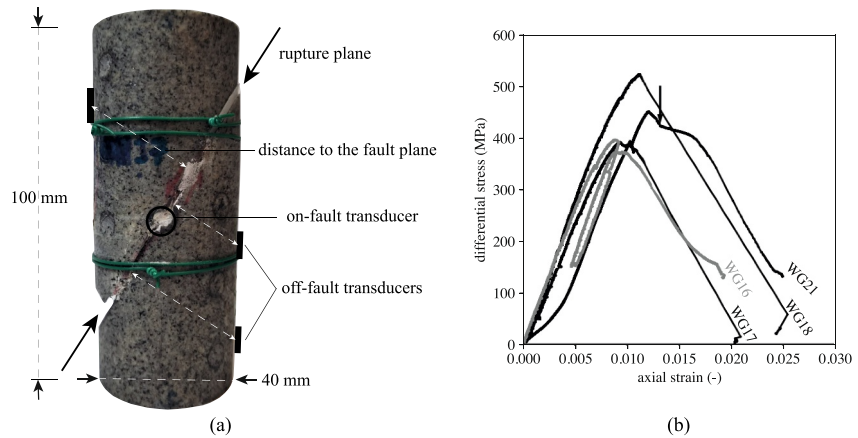 rupture plane
distance to the fault plane
100 mm
on-fault transducer
off-fault transducers
40 mm
(a)
600
500
400
300
200
100
0
differential stress (MPa)
WG16
WG17
WG18
WG21
0.000
0.005
0.010
0.015
0.020
0.025
0.030
axial strain (-)
(b)